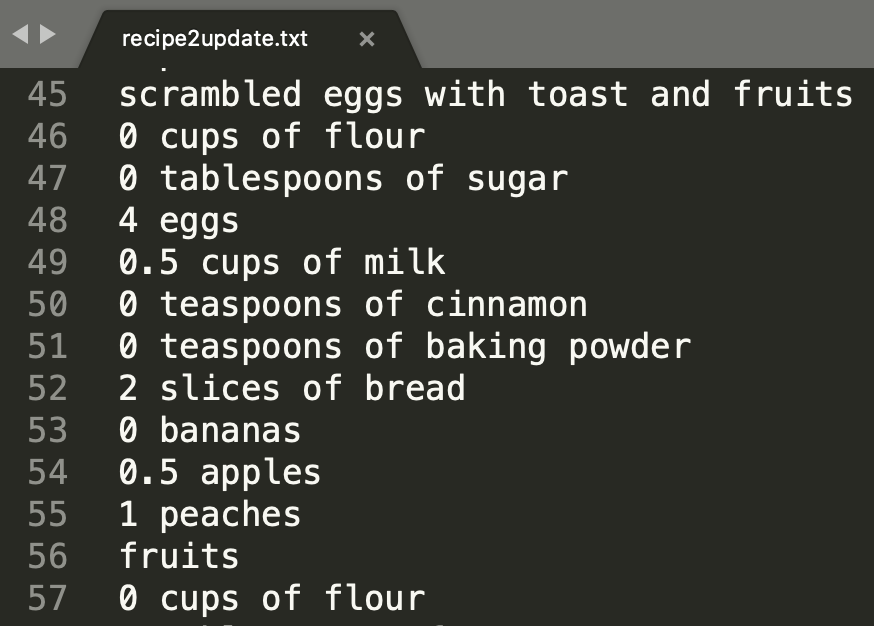 recipe2update.txt ×
45 scrambled eggs with toast and fruits
46 0 cups of flour
47 0 tablespoons of sugar
48 4 eggs
49 0.5 cups of milk
50 0 teaspoons of cinnamon
51 0 teaspoons of baking powder
52 2 slices of bread
53 0 bananas
54 0.5 apples
55 1 peaches
56 fruits
57 0 cups of flour